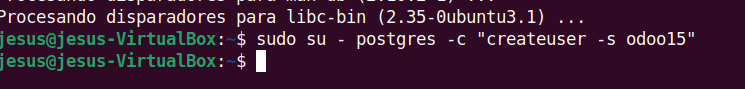 Procesando disparadores para libc-bin (2.35-0ubuntu3.1) ...
jesus@jesus-VirtualBox:~$ sudo su - postgres -c "createuser -s odoo15"
jesus@jesus-VirtualBox:~$